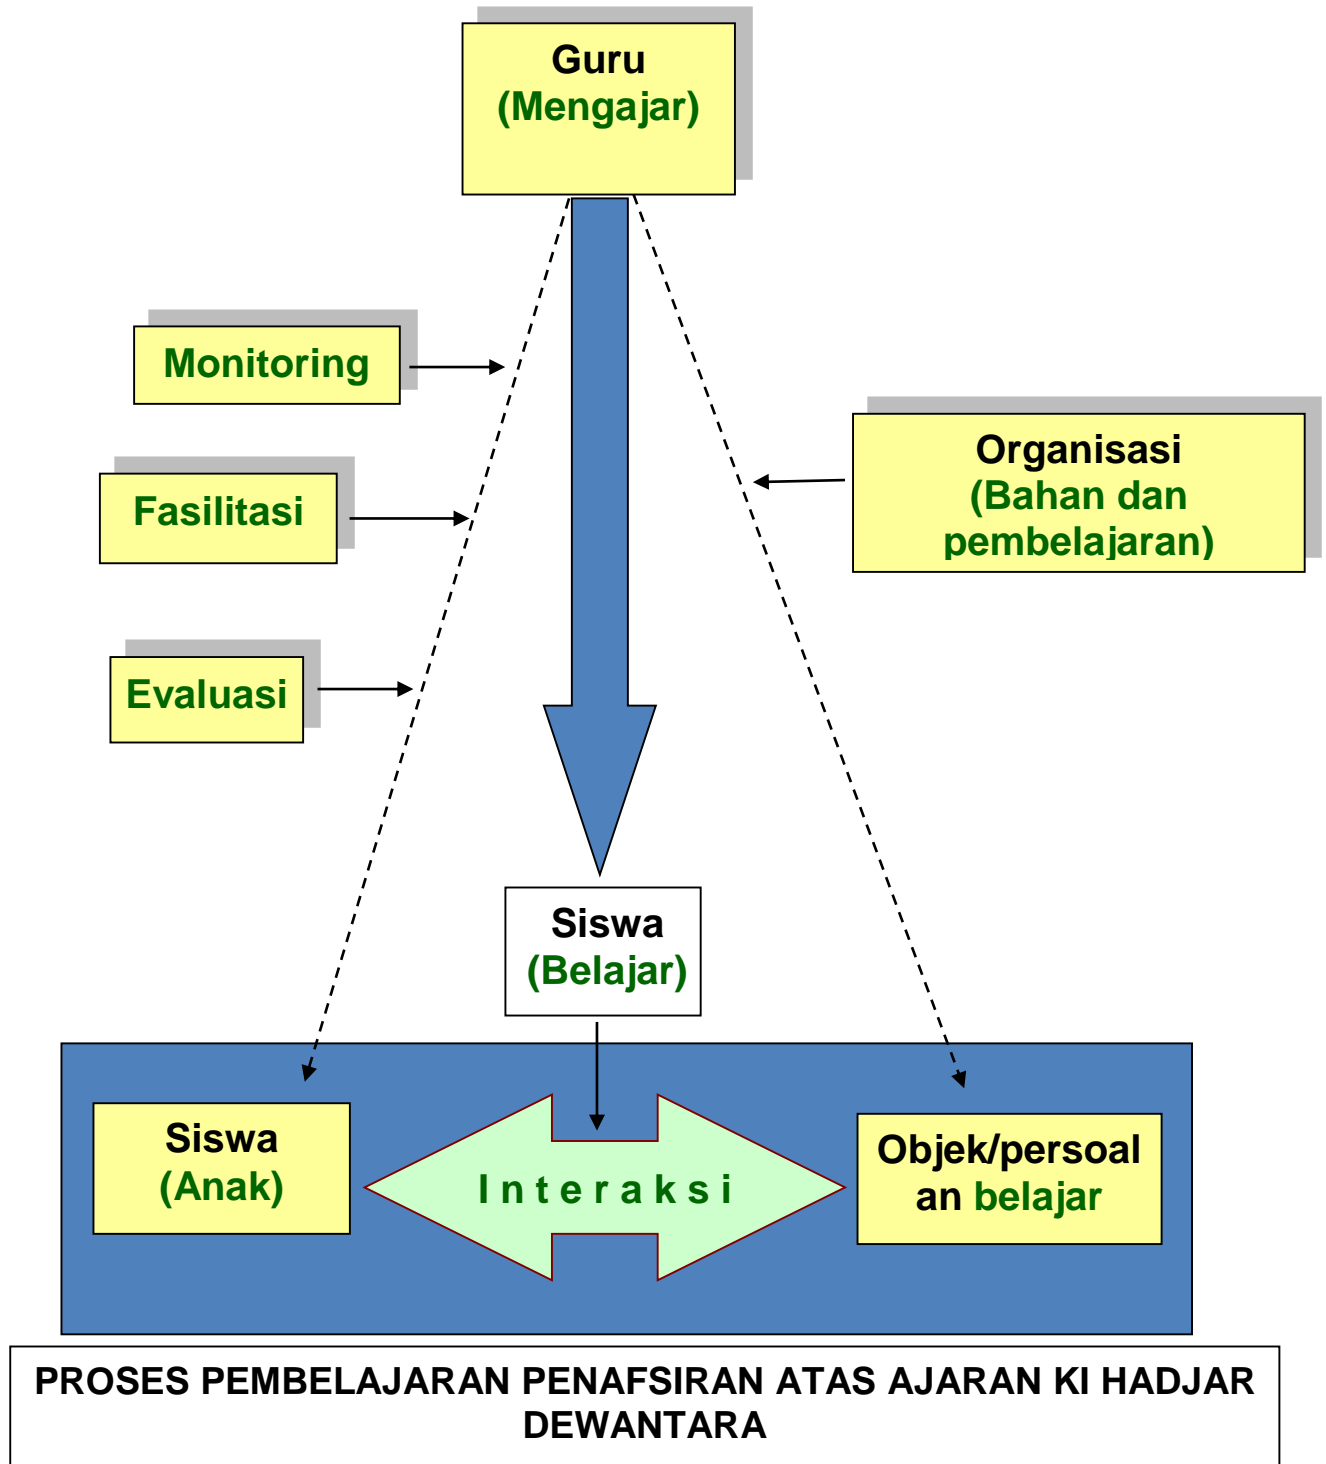 Guru
(Mengajar)
Monitoring
Organisasi
(Bahan dan
pembelajaran)
Fasilitasi
Evaluasi
Siswa
(Belajar)
Siswa
(Anak)
Interaksi
Objek/persoal
an belajar
PROSES PEMBELAJARAN PENAFSIRAN ATAS AJARAN KI HADJAR
DEWANTARA